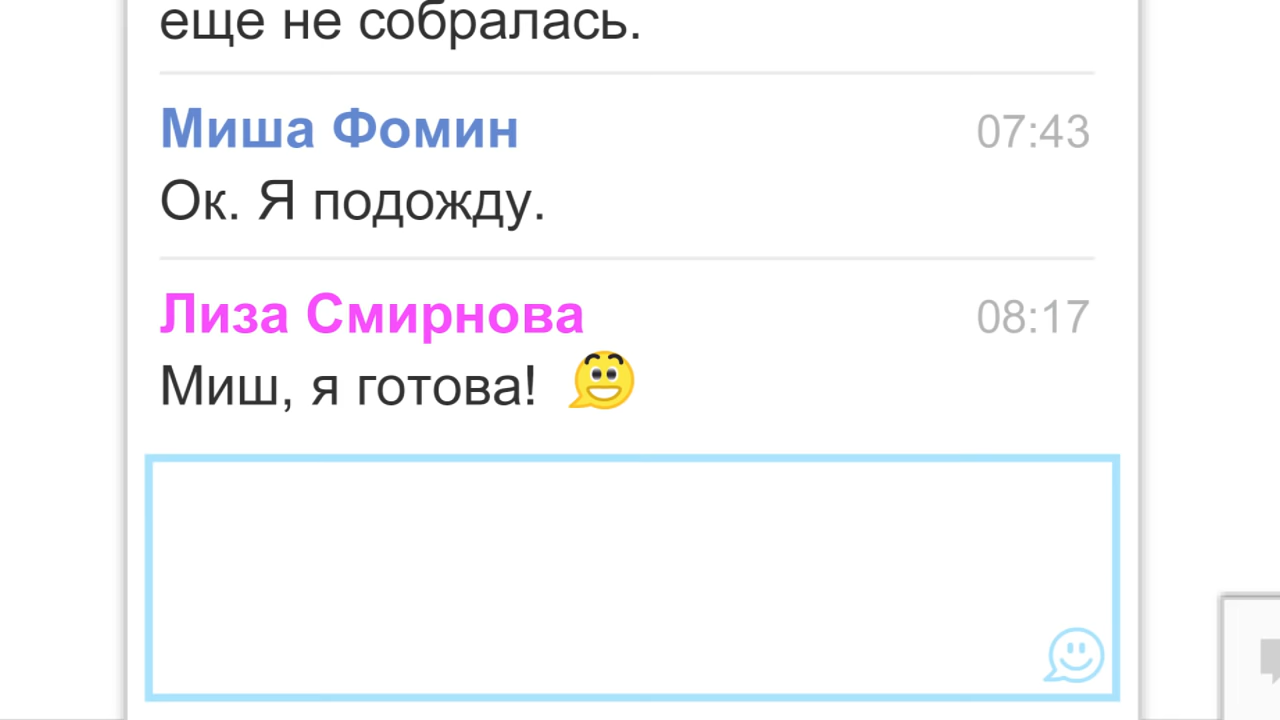 еще не собралась.
Миша Фомин 07:43
Ок. Я подожду.
Лиза Смирнова 08:17
Миш, я готова!